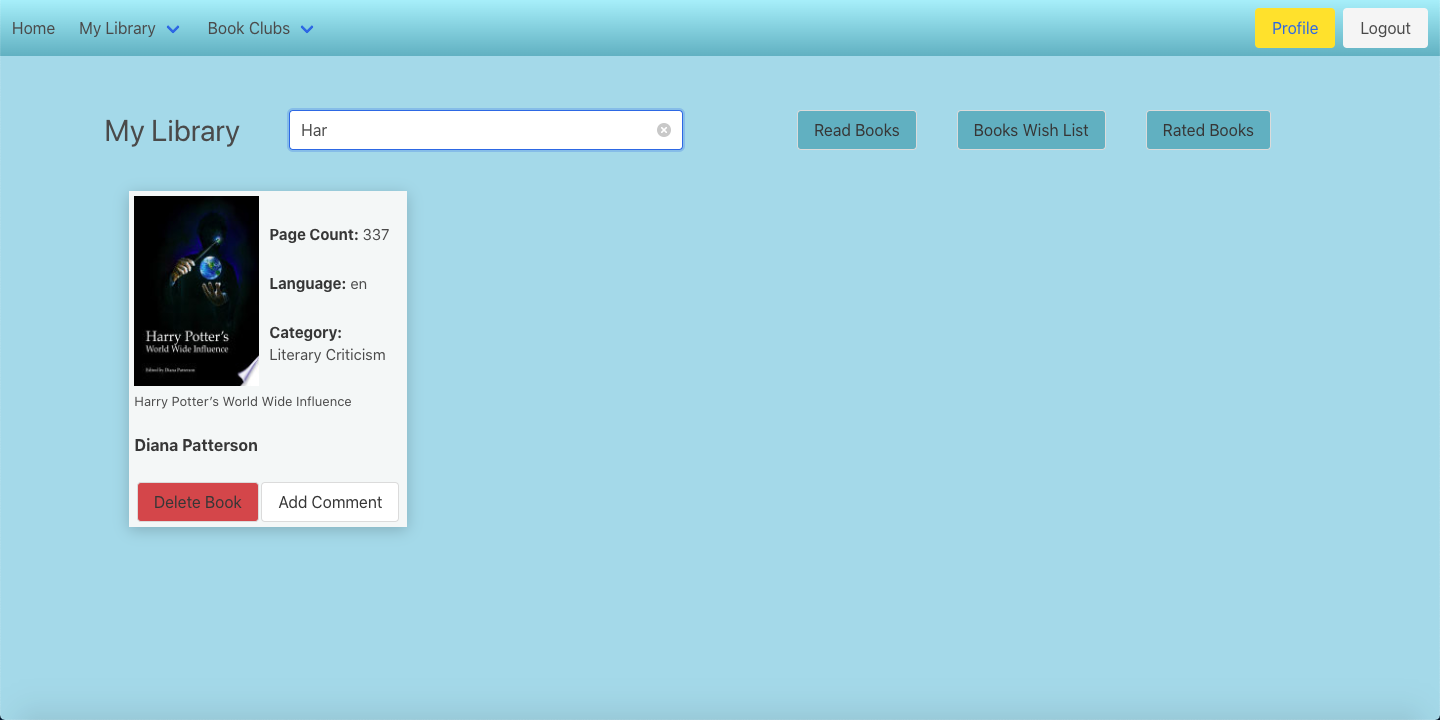 Home
My Library
Book Clubs
Profile
Logout
My Library
Har
Read Books
Books Wish List
Rated Books
Harry Potter's
World Wide Influence
Edited by Diana Patterson
Page Count: 337
Language: en
Category:
Literary Criticism
Harry Potter's World Wide Influence
Diana Patterson
Delete Book
Add Comment